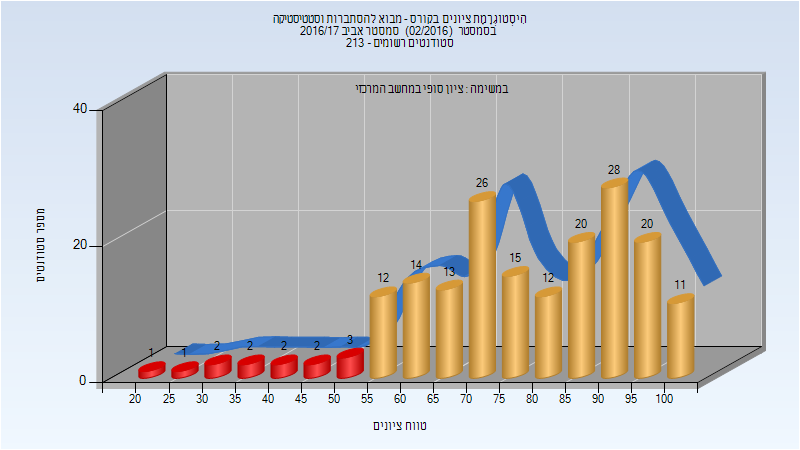 היסטוגרמת ציונים בקורס - מבוא להסתברות וסטטיסטיקה
בסמסטר (02/2016) סמסטר אביב 2016/17
סטודנטים רשומים - 213
במשימה : ציון סופי במחשב המרכזי
מספר סטודנטים
40
20
0
1 1 2 2 2 2 3 12 14 13 26 15 12 20 28 20 11
20 25 30 35 40 45 50 55 60 65 70 75 80 85 90 95 100
טווח ציונים